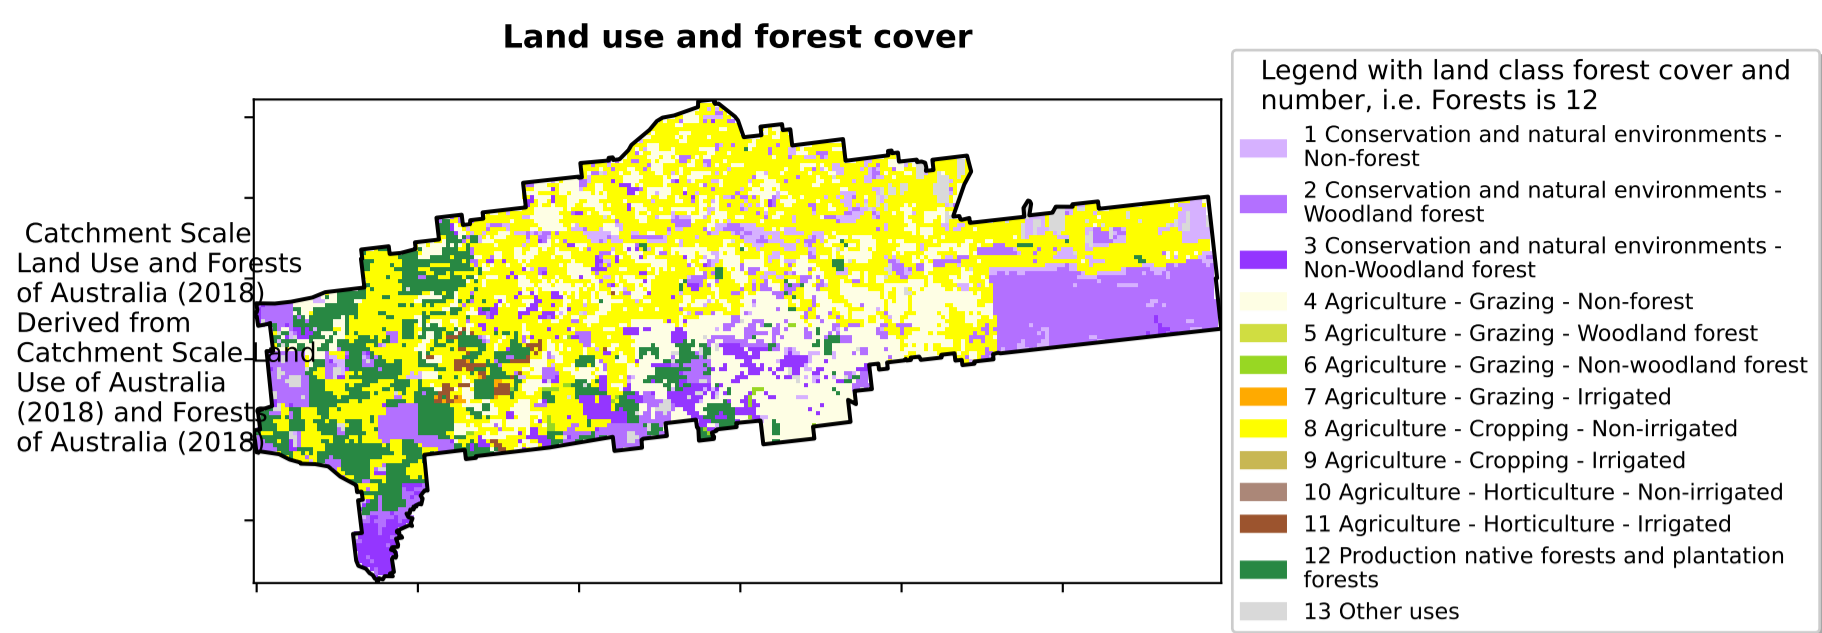 Land use and forest cover
Catchment Scale
Land Use and Forests
of Australia (2018)
Derived from
Catchment Scale Land
Use of Australia
(2018) and Forests
of Australia (2018)
Legend with land class forest cover and
number, i.e. Forests is 12
1 Conservation and natural environments -
Non-forest
2 Conservation and natural environments -
Woodland forest
3 Conservation and natural environments -
Non-Woodland forest
4 Agriculture - Grazing - Non-forest
5 Agriculture - Grazing - Woodland forest
6 Agriculture - Grazing - Non-woodland forest
7 Agriculture - Grazing - Irrigated
8 Agriculture - Cropping - Non-irrigated
9 Agriculture - Cropping - Irrigated
10 Agriculture - Horticulture - Non-irrigated
11 Agriculture - Horticulture - Irrigated
12 Production native forests and plantation
forests
13 Other uses